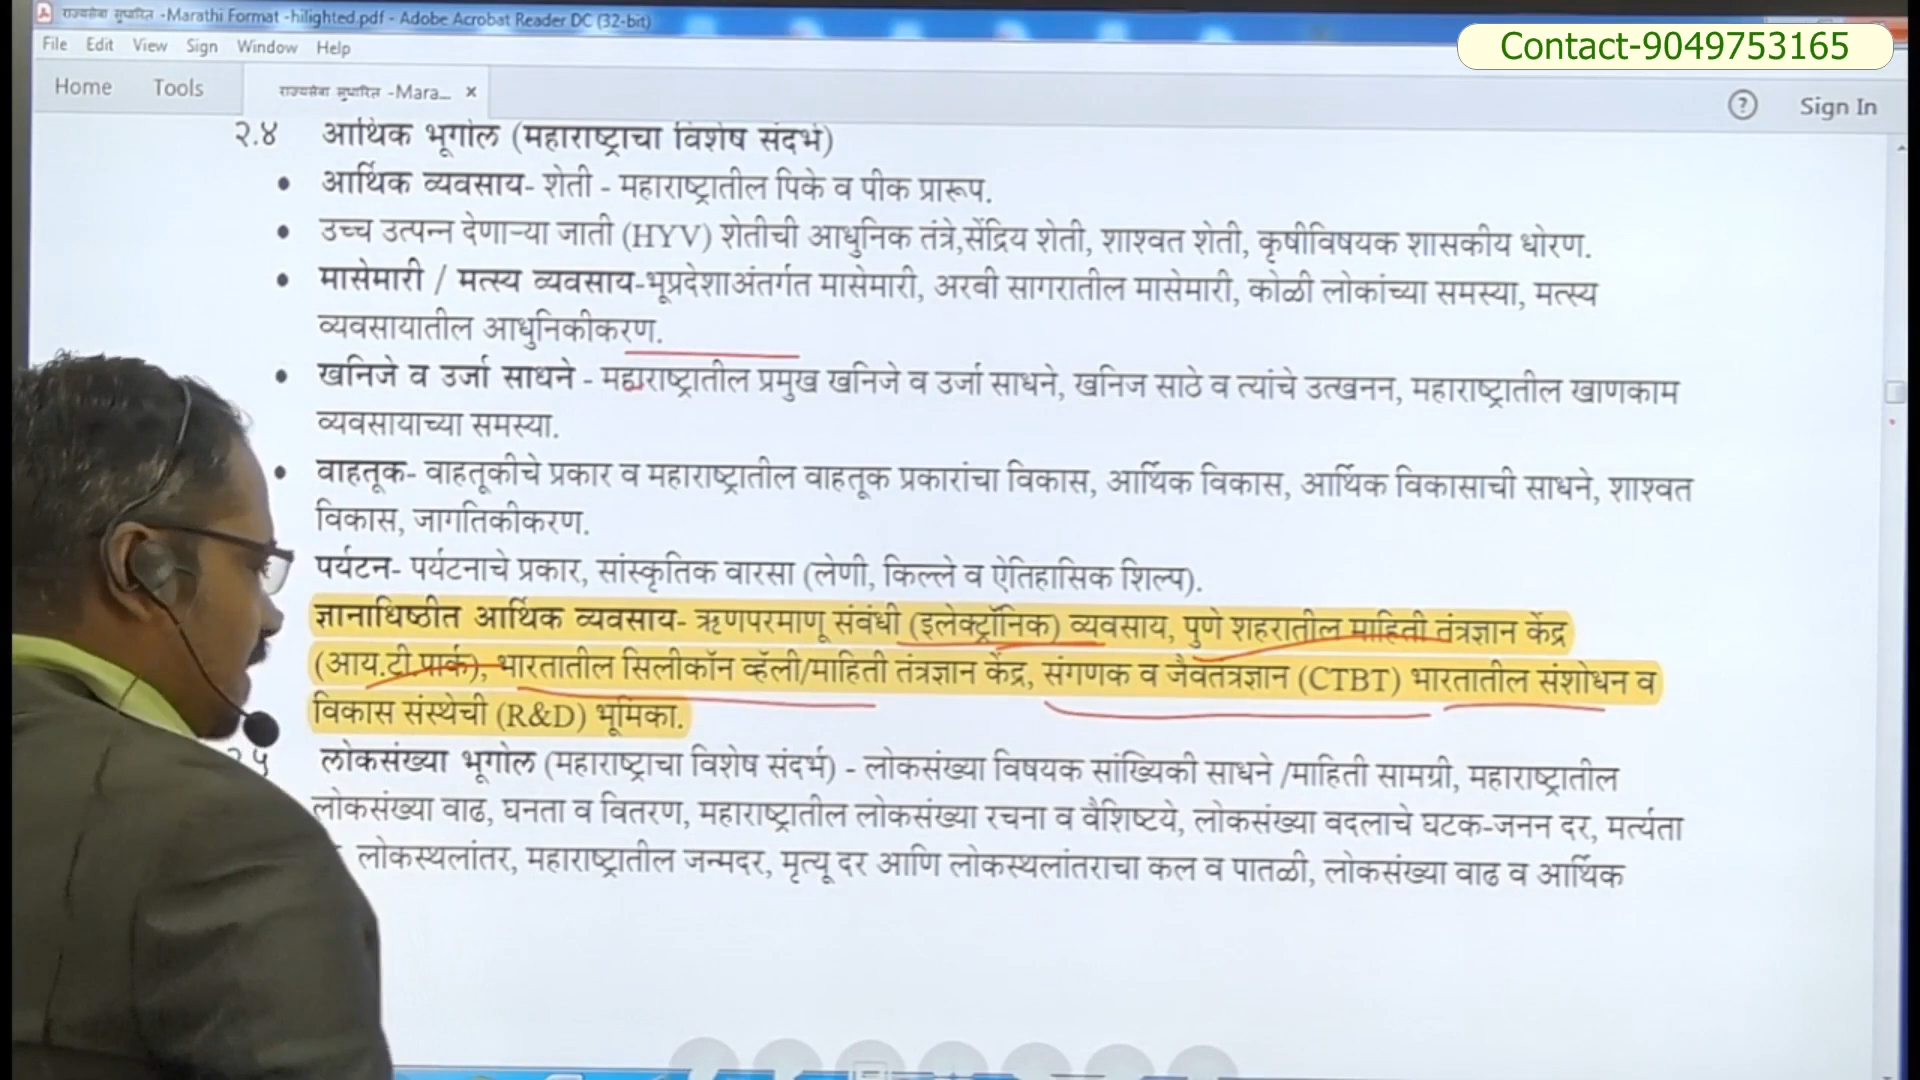 राज्यसेवा सुधारित -Marathi Format -hilighted.pdf - Adobe Acrobat Reader DC (32-bit)
File Edit View Sign Window Help
Contact-9049753165
Home Tools राज्यसेवा सुधारित -Mara... × ? Sign In
२.४ आर्थिक भूगोल (महाराष्ट्राचा विशेष संदर्भ)
• आर्थिक व्यवसाय- शेती - महाराष्ट्रातील पिके व पीक प्रारूप.
• उच्च उत्पन्न देणाऱ्या जाती (HYV) शेतीची आधुनिक तंत्रे,सेंद्रिय शेती, शाश्वत शेती, कृषीविषयक शासकीय धोरण.
• मासेमारी / मत्स्य व्यवसाय-भूप्रदेशाअंतर्गत मासेमारी, अरबी सागरातील मासेमारी, कोळी लोकांच्या समस्या, मत्स्य
व्यवसायातील आधुनिकीकरण.
• खनिजे व उर्जा साधने - महाराष्ट्रातील प्रमुख खनिजे व उर्जा साधने, खनिज साठे व त्यांचे उत्खनन, महाराष्ट्रातील खाणकाम
व्यवसायाच्या समस्या.
• वाहतूक- वाहतूकीचे प्रकार व महाराष्ट्रातील वाहतूक प्रकारांचा विकास, आर्थिक विकास, आर्थिक विकासाची साधने, शाश्वत
विकास, जागतिकीकरण.
पर्यटन- पर्यटनाचे प्रकार, सांस्कृतिक वारसा (लेणी, किल्ले व ऐतिहासिक शिल्प).
ज्ञानाधिष्ठीत आर्थिक व्यवसाय- ऋणपरमाणू संबंधी (इलेक्ट्रॉनिक) व्यवसाय, पुणे शहरातील माहिती तंत्रज्ञान केंद्र
(आय.टी.पार्क), भारतातील सिलीकॉन व्हॅली/माहिती तंत्रज्ञान केंद्र, संगणक व जैवतंत्रज्ञान (CTBT) भारतातील संशोधन व
विकास संस्थेची (R&D) भूमिका.
लोकसंख्या भूगोल (महाराष्ट्राचा विशेष संदर्भ) - लोकसंख्या विषयक सांख्यिकी साधने /माहिती सामग्री, महाराष्ट्रातील
लोकसंख्या वाढ, घनता व वितरण, महाराष्ट्रातील लोकसंख्या रचना व वैशिष्टये, लोकसंख्या बदलाचे घटक-जनन दर, मर्त्यता
लोकस्थलांतर, महाराष्ट्रातील जन्मदर, मृत्यू दर आणि लोकस्थलांतराचा कल व पातळी, लोकसंख्या वाढ व आर्थिक